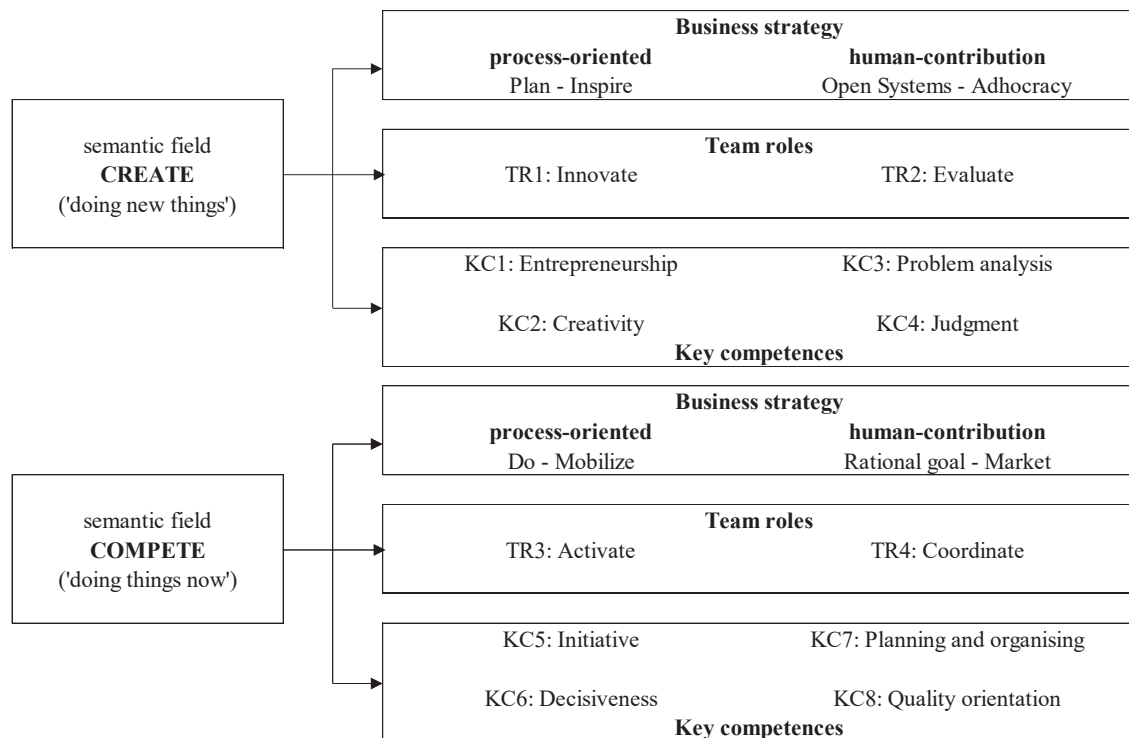 Business strategy
process-oriented human-contribution
Plan - Inspire Open Systems - Adhocracy
semantic field
CREATE
('doing new things')
Team roles
TR1: Innovate TR2: Evaluate
KC1: Entrepreneurship KC3: Problem analysis
KC2: Creativity KC4: Judgment
Key competences
Business strategy
process-oriented human-contribution
Do - Mobilize Rational goal - Market
semantic field
COMPETE
('doing things now')
Team roles
TR3: Activate TR4: Coordinate
KC5: Initiative KC7: Planning and organising
KC6: Decisiveness KC8: Quality orientation
Key competences